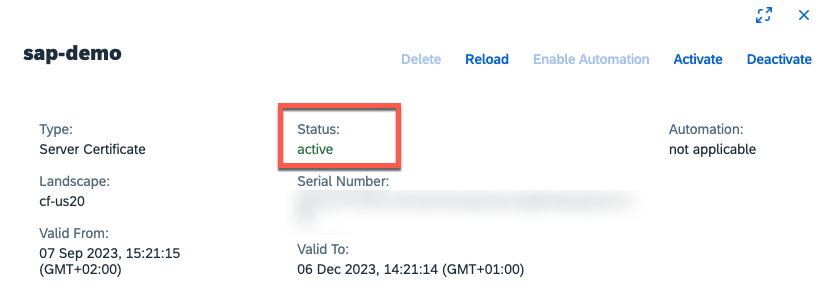 sap-demo
Delete Reload Enable Automation Activate Deactivate
Type: Status: Automation:
Server Certificate active not applicable
Landscape: Serial Number:
cf-us20
Valid From: Valid To:
07 Sep 2023, 15:21:15
(GMT+02:00) 06 Dec 2023, 14:21:14 (GMT+01:00)